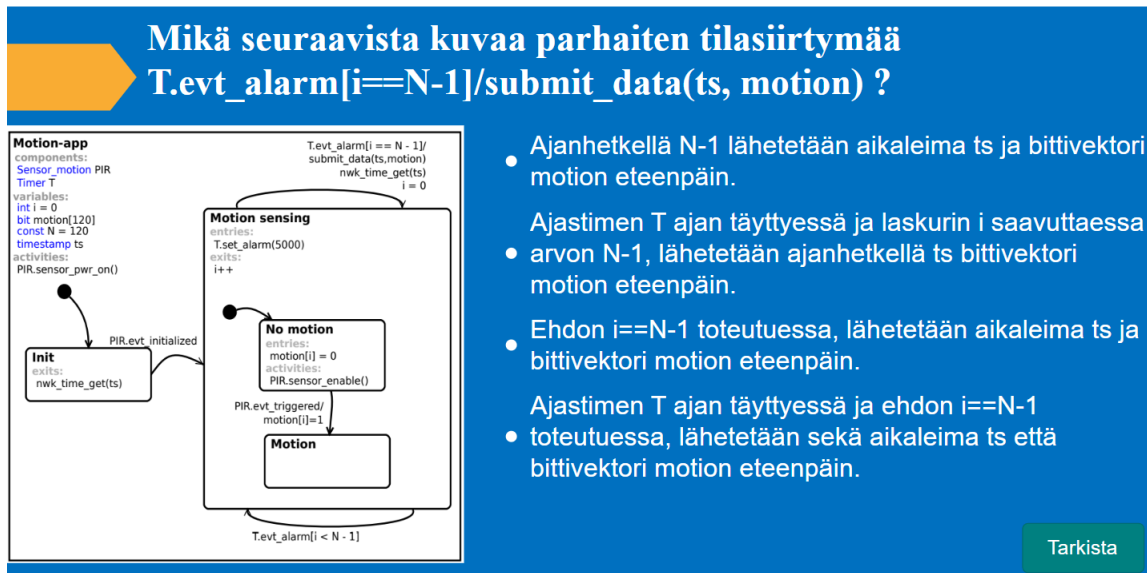 Mikä seuraavista kuvaa parhaiten tilasiirtymää
T.evt_alarm[i==N-1]/submit_data(ts, motion) ?
Motion-app
components:
Sensor_motion PIR
Timer T
variables:
int i = 0
bit motion[120]
const N = 120
timestamp ts
activities:
PIR.sensor_pwr_on()
Init
exits:
nwk_time_get(ts)
PIR.evt_initialized
T.evt_alarm[i == N - 1]/
submit_data(ts,motion)
nwk_time_get(ts)
i = 0
Motion sensing
entries:
T.set_alarm(5000)
exits:
i++
No motion
entries:
motion[i] = 0
activities:
PIR.sensor_enable()
PIR.evt_triggered/
motion[i]=1
Motion
T.evt_alarm[i < N - 1]
Ajanhetkellä N-1 lähetetään aikaleima ts ja bittivektori
motion eteenpäin.
Ajastimen T ajan täyttyessä ja laskurin i saavuttaessa
arvon N-1, lähetetään ajanhetkellä ts bittivektori
motion eteenpäin.
Ehdon i==N-1 toteutuessa, lähetetään aikaleima ts ja
bittivektori motion eteenpäin.
Ajastimen T ajan täyttyessä ja ehdon i==N-1
toteutuessa, lähetetään sekä aikaleima ts että
bittivektori motion eteenpäin.
Tarkista